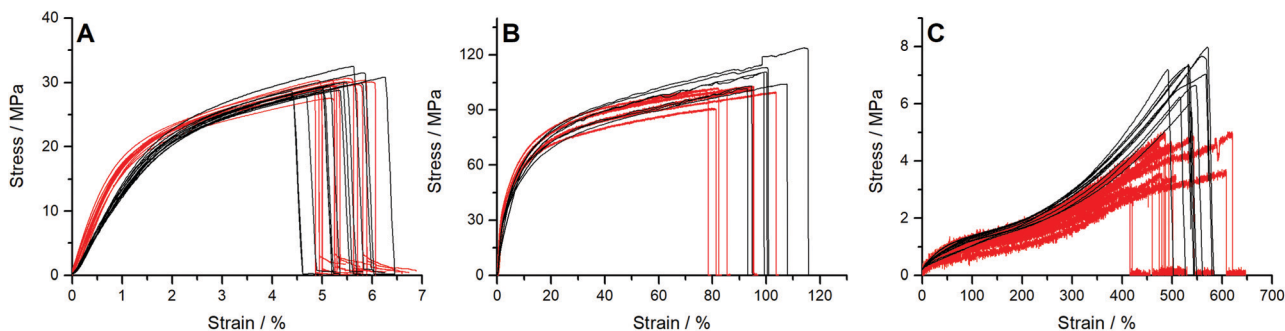 A
Stress / MPa
40
30
20
10
0
0 1 2 3 4 5 6 7
Strain / %
B
Stress / MPa
120
90
60
30
0
0 20 40 60 80 100 120
Strain / %
C
Stress / MPa
8
6
4
2
0
0 100 200 300 400 500 600 700
Strain / %